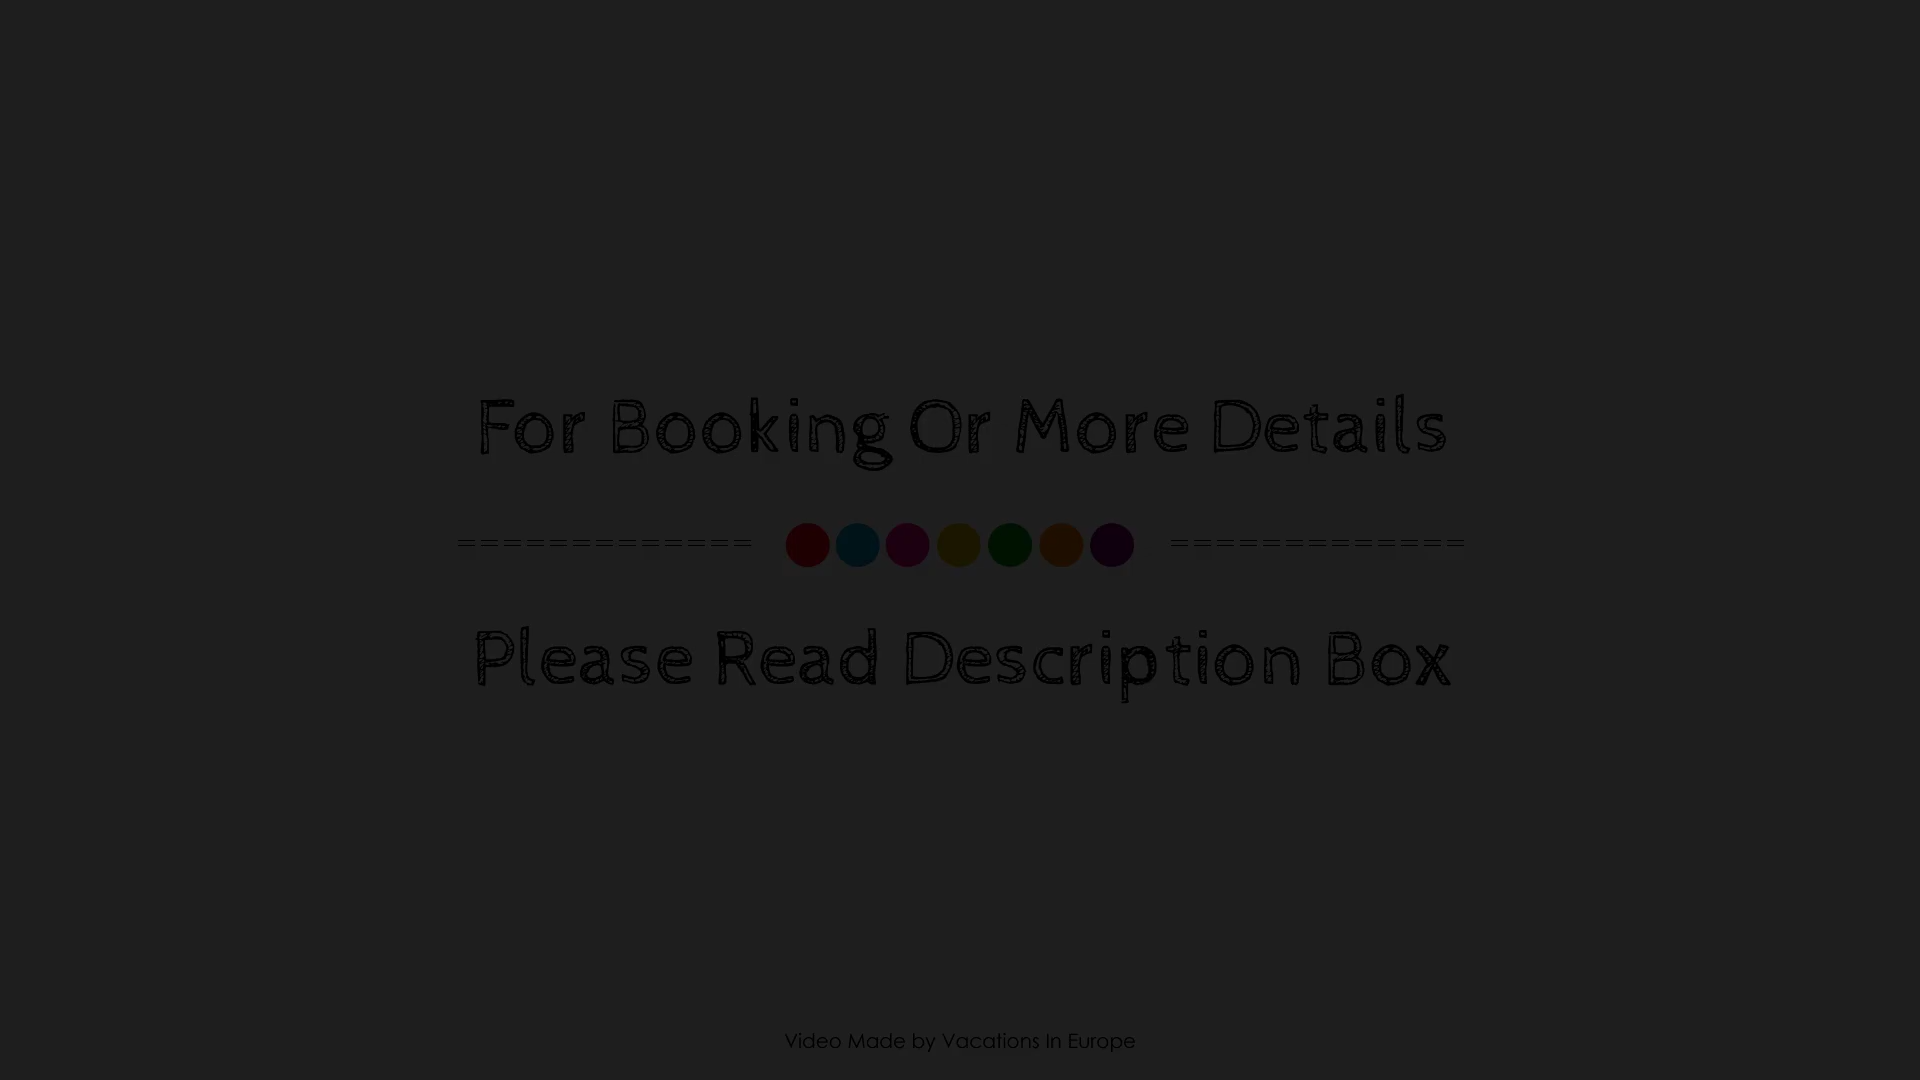 For Booking Or More Details
============= =============
Please Read Description Box
Video Made by Vacations In Europe